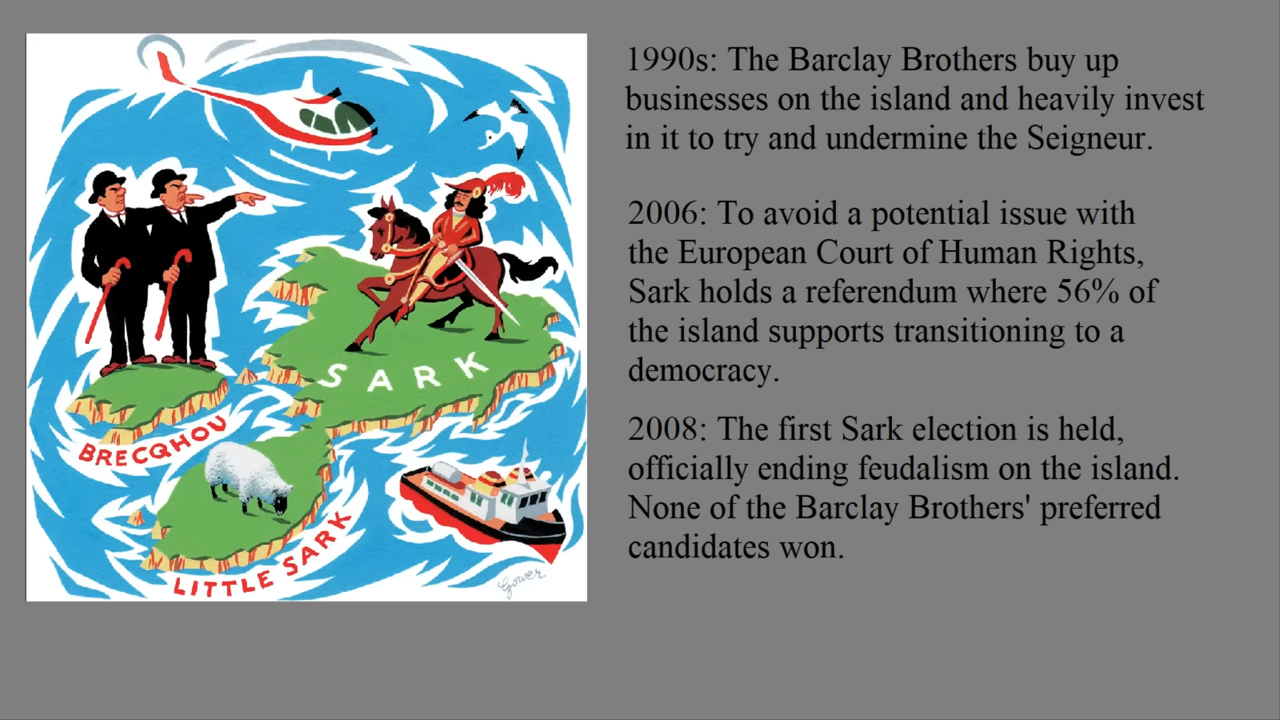 1990s: The Barclay Brothers buy up
businesses on the island and heavily invest
in it to try and undermine the Seigneur.
2006: To avoid a potential issue with
the European Court of Human Rights,
Sark holds a referendum where 56% of
the island supports transitioning to a
democracy.
2008: The first Sark election is held,
officially ending feudalism on the island.
None of the Barclay Brothers' preferred
candidates won.
SARK
BRECQHOU
LITTLE SARK
Gower